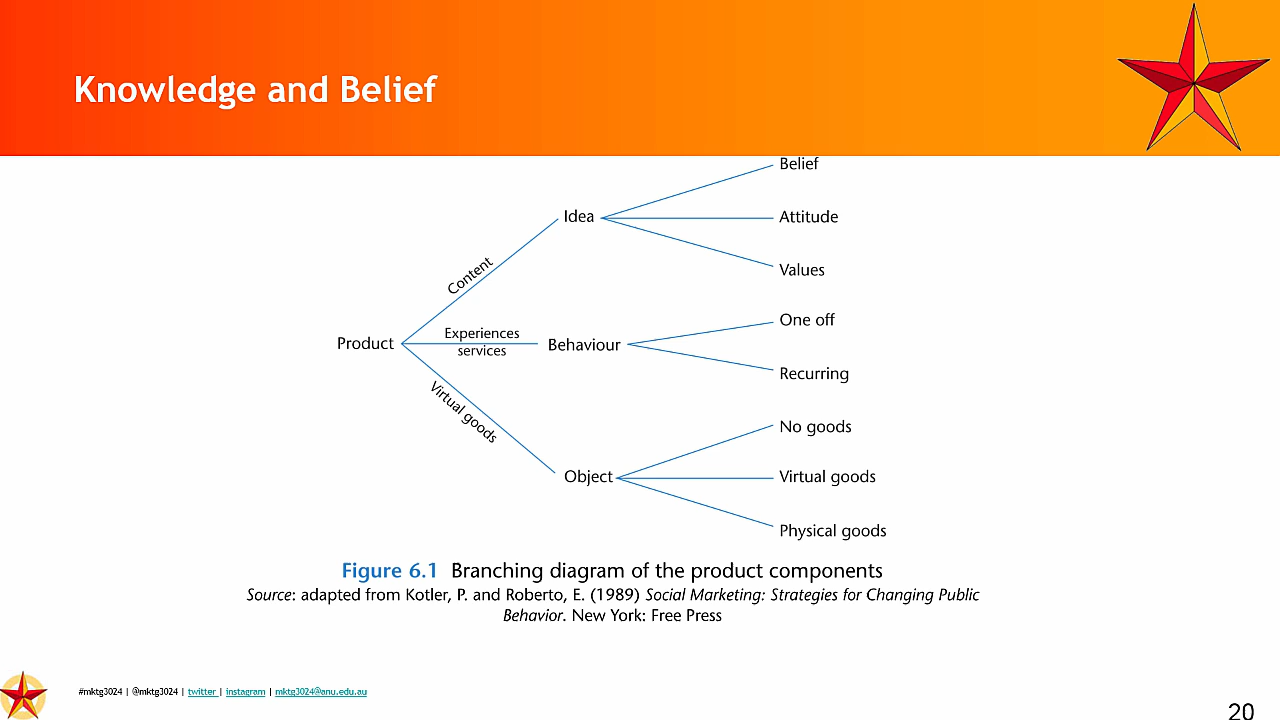 Knowledge and Belief
Belief
Idea
Attitude
Content
Values
One off
Experiences
Product
Behaviour
services
Recurring
Virtual goods
No goods
Object
Virtual goods
Physical goods
Figure 6.1 Branching diagram of the product components
Source: adapted from Kotler, P. and Roberto, E. (1989) Social Marketing: Strategies for Changing Public
Behavior. New York: Free Press
#mktg3024 | @mktg3024 | twitter | instagram | mktg3024@anu.edu.au
20